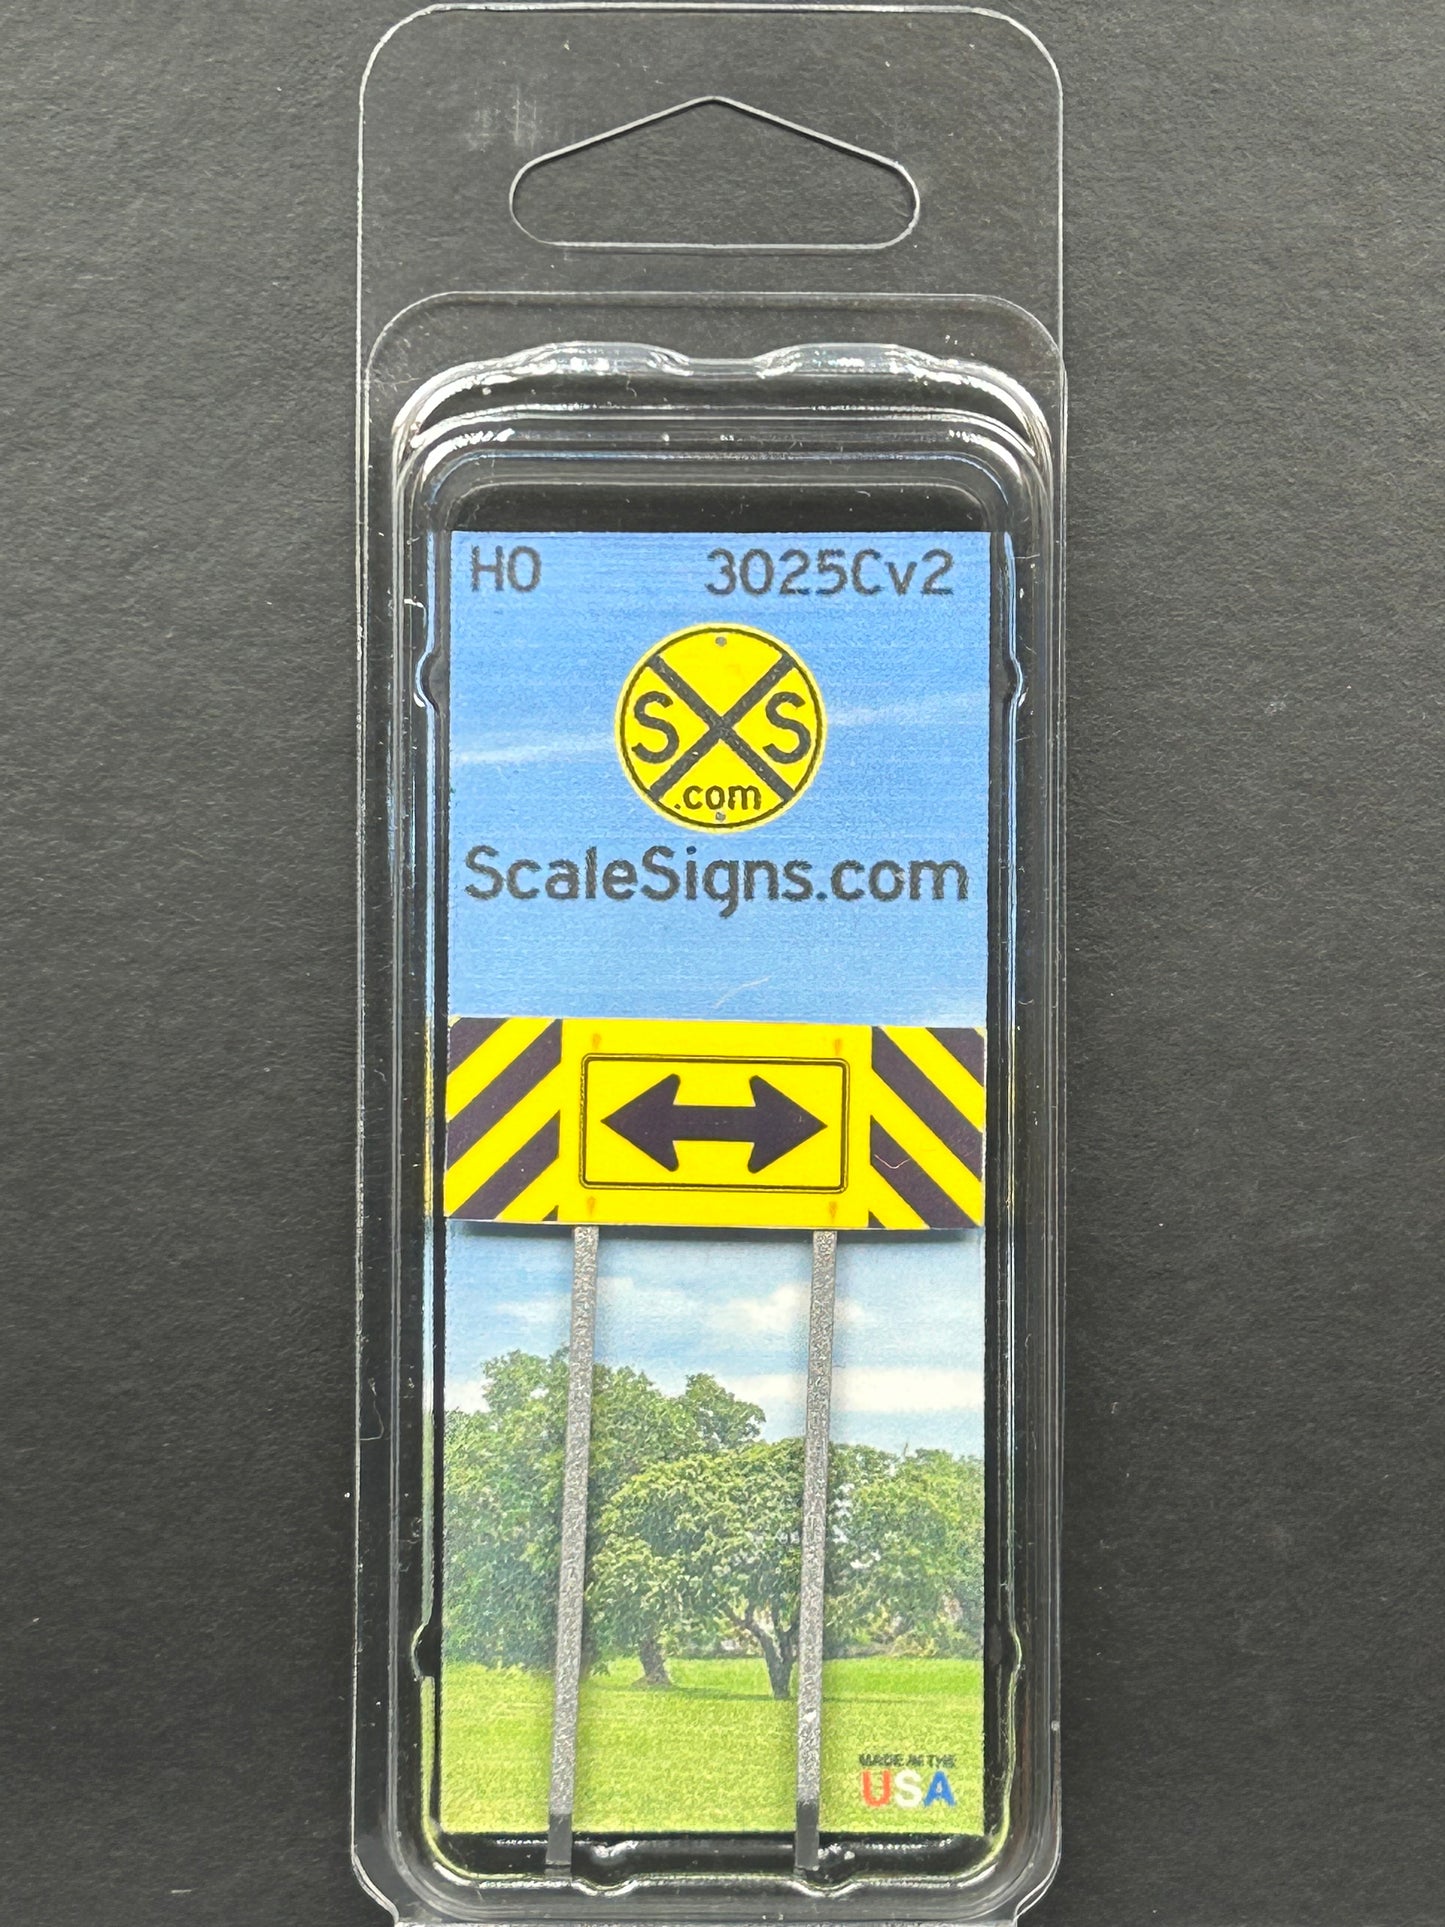 HO 3025Cv2
S S
.com
ScaleSigns.com
MADE IN THE
USA